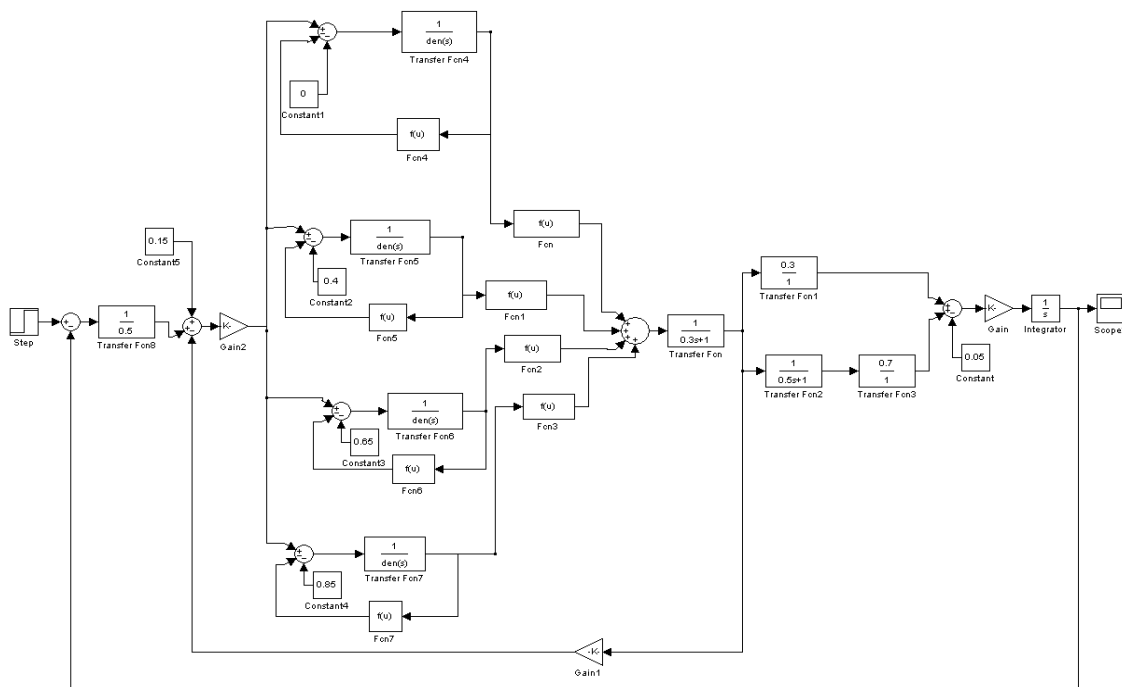 1
den(s)
Transfer Fcn4
0
Constant1
f(u)
Fcn4
f(u)
Fcn
0.15
Constant5
1
den(s)
Transfer Fcn5
0.4
Constant2
f(u)
Fcn5
f(u)
Fcn1
Step
1
0.5
Transfer Fcn8
K-
Gain2
f(u)
Fcn2
1
0.3s+1
Transfer Fcn
0.3
1
Transfer Fcn1
K-
Gain
1
s
Integrator
Scope
0.05
Constant
1
0.5s+1
Transfer Fcn2
0.7
1
Transfer Fcn3
f(u)
Fcn3
1
den(s)
Transfer Fcn6
0.65
Constant3
f(u)
Fcn6
1
den(s)
Transfer Fcn7
0.85
Constant4
f(u)
Fcn7
-K-
Gain1